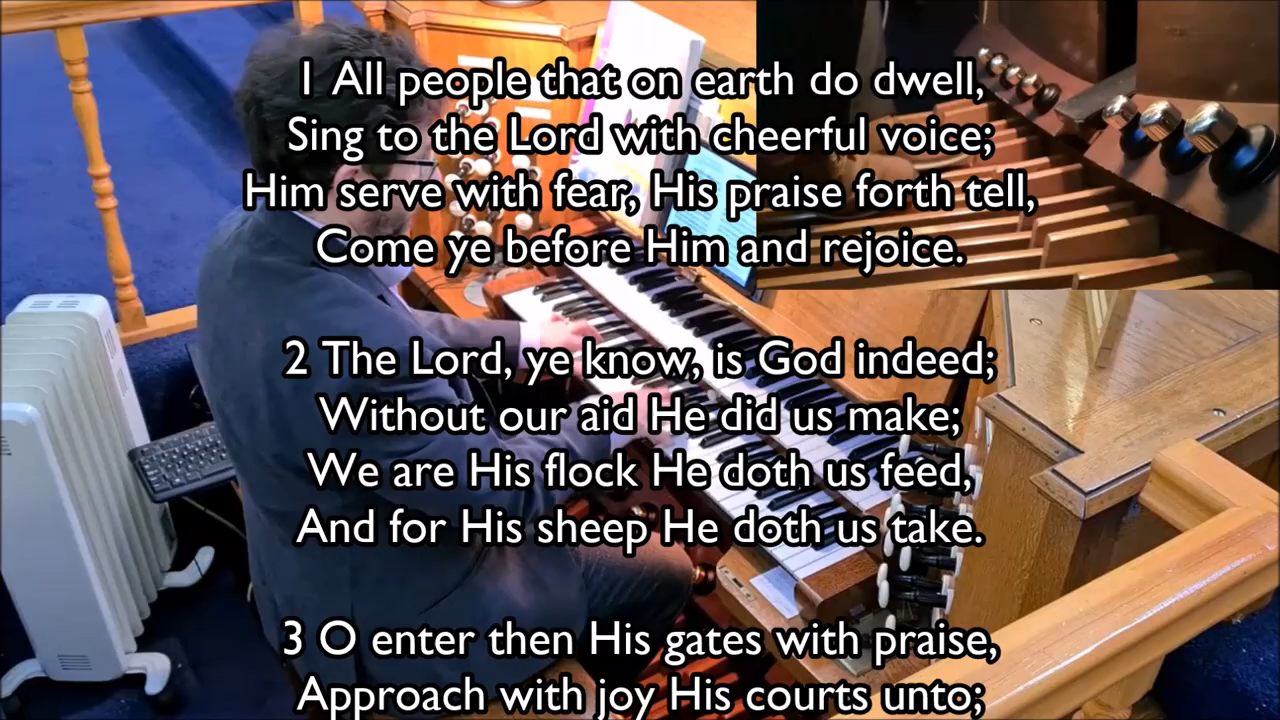 1 All people that on earth do dwell,
Sing to the Lord with cheerful voice;
Him serve with fear, His praise forth tell,
Come ye before Him and rejoice.
2 The Lord, ye know, is God indeed;
Without our aid He did us make;
We are His flock He doth us feed,
And for His sheep He doth us take.
3 O enter then His gates with praise,
Approach with joy His courts unto;